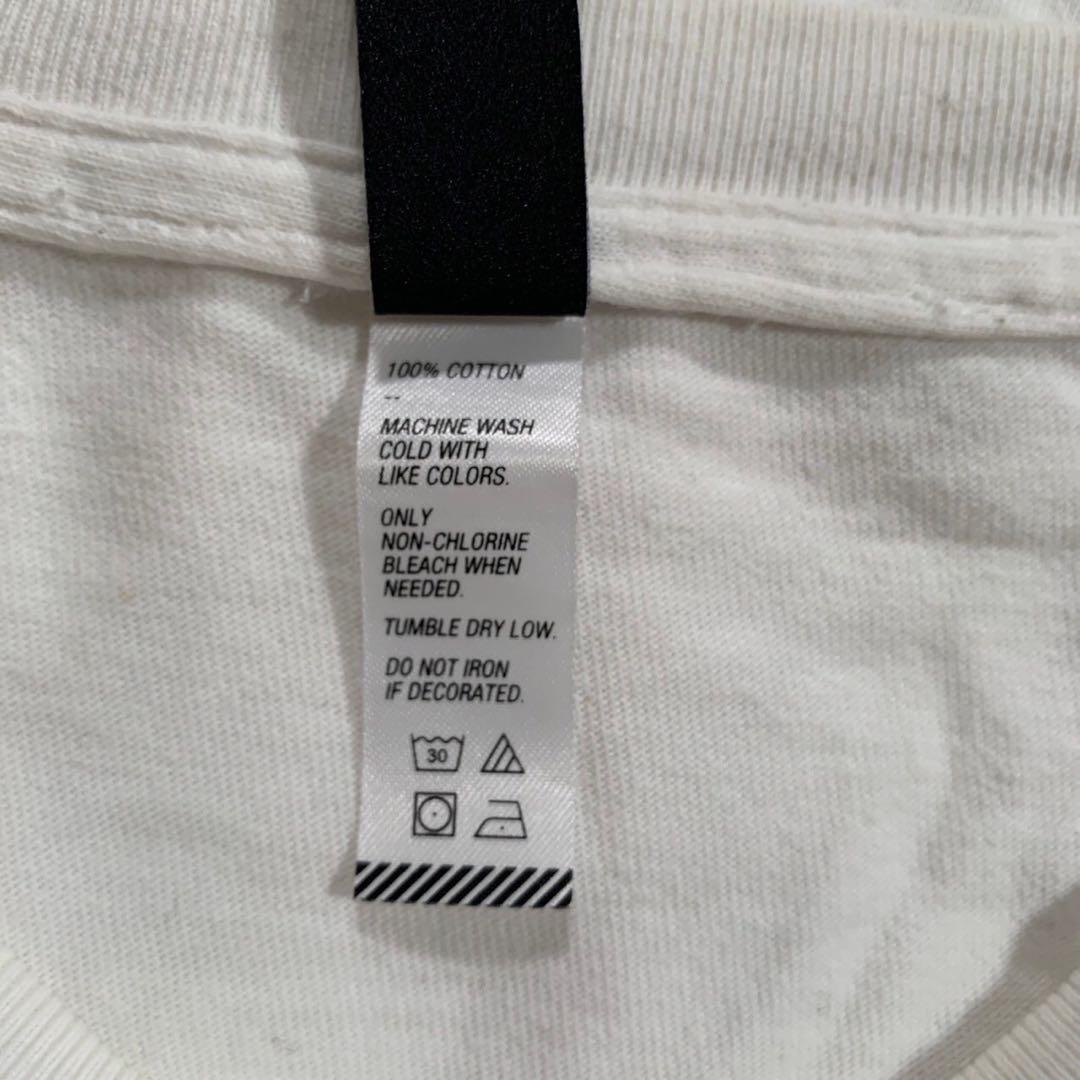 100% COTTON
--
MACHINE WASH
COLD WITH
LIKE COLORS.
ONLY
NON-CHLORINE
BLEACH WHEN
NEEDED.
TUMBLE DRY LOW.
DO NOT IRON
IF DECORATED.
30